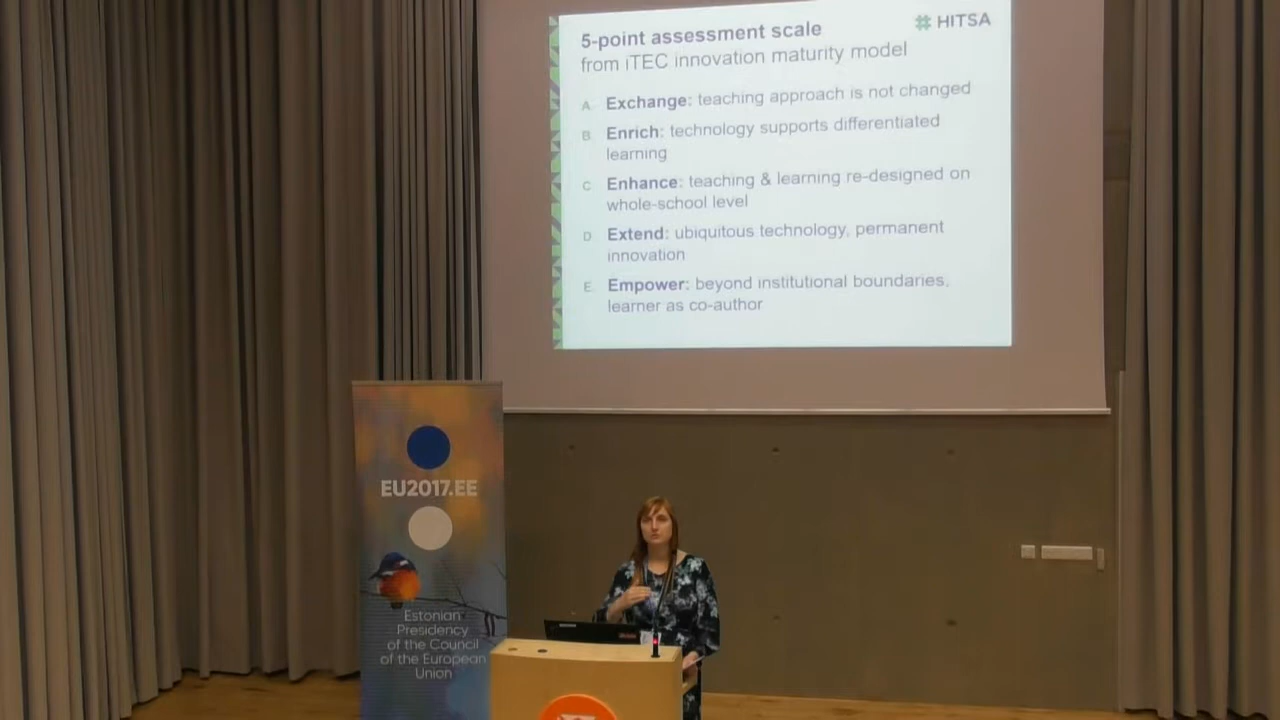 5-point assessment scale
HITSA
from iTEC innovation maturity model
A. Exchange: teaching approach is not changed
B Enrich: technology supports differentiated
learning
C Enhance: teaching & learning re-designed on
whole-school level
D Extend: ubiquitous technology, permanent
innovation
E. Empower: beyond institutional boundaries,
learner as co-author
EU2017.EE
Estonian
Presidency
of the Council
of the European
Union